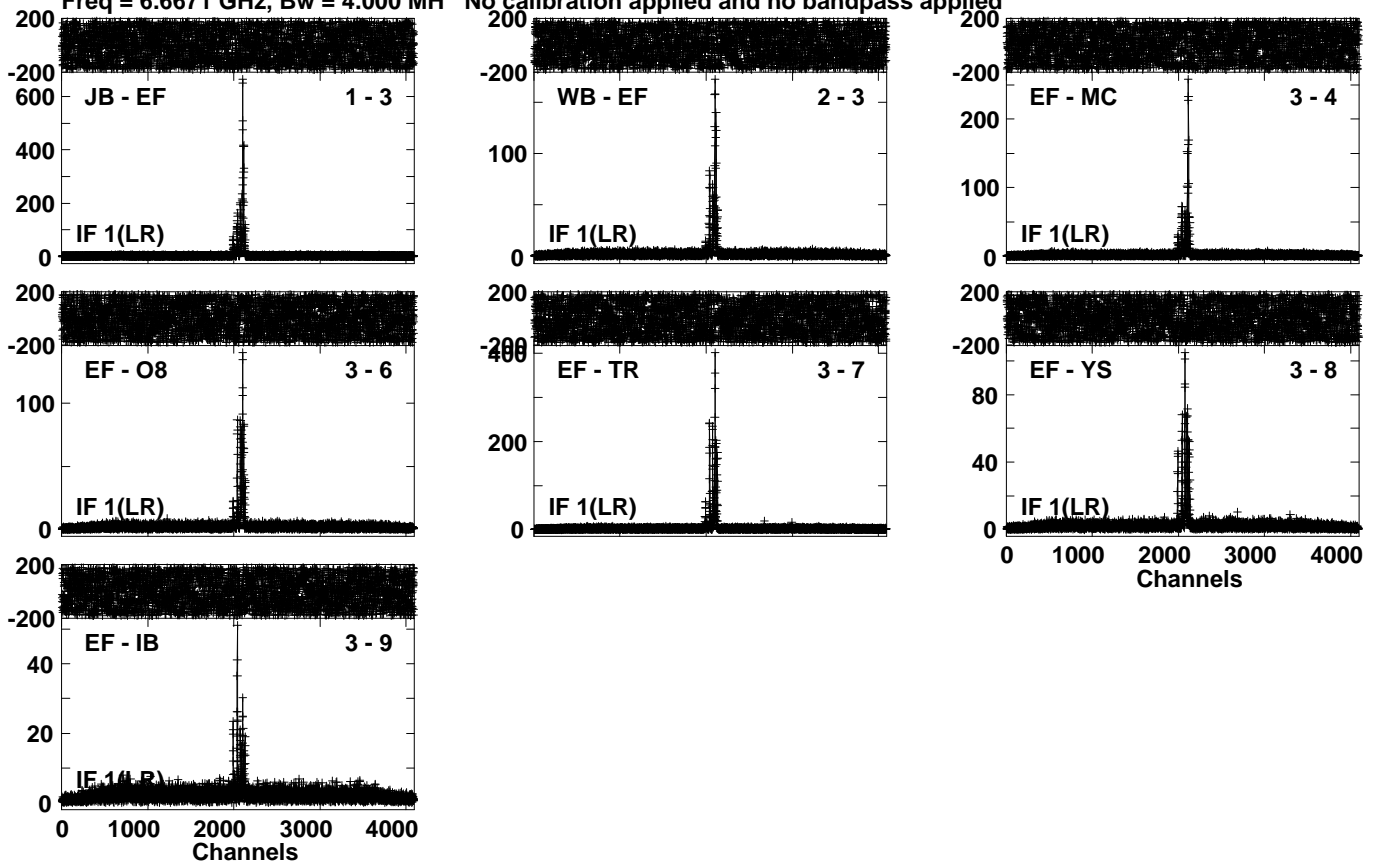 Freq = 6.6671 GHz, Bw = 4.000 MH No calibration applied and no bandpass applied
200
-200
JB - EF 1 - 3
600
400
200
0
IF 1(LR)
200
-200
WB - EF 2 - 3
100
0
IF 1(LR)
200
-200
EF - MC 3 - 4
200
100
0
IF 1(LR)
200
-200
EF - O8 3 - 6
100
0
IF 1(LR)
200
-200
400
EF - TR 3 - 7
200
0
IF 1(LR)
200
-200
EF - YS 3 - 8
80
40
0
IF 1(LR)
0 1000 2000 3000 4000
Channels
200
-200
EF - IB 3 - 9
40
20
0
IF 1(LR)
0 1000 2000 3000 4000
Channels